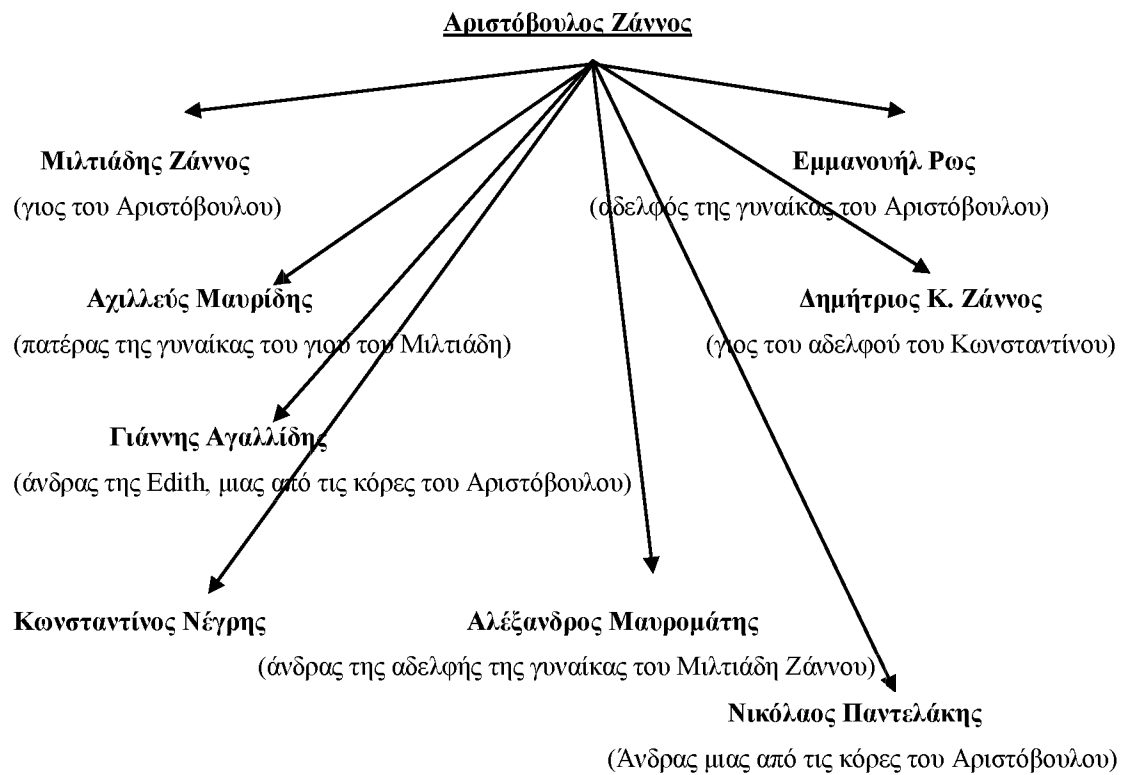 Αριστόβουλος Ζάννος
Μιλτιάδης Ζάννος
Εμμανουήλ Ρως
(γιος του Αριστόβουλου)
(αδελφός της γυναίκας του Αριστόβουλου)
Αχιλλεύς Μαυρίδης
Δημήτριος Κ. Ζάννος
(πατέρας της γυναίκας του γιου του Μιλτιάδη)
(γιος του αδελφού του Κωνσταντίνου)
Γιάννης Αγαλλίδης
(άνδρας της Edith, μιας από τις κόρες του Αριστόβουλου)
Κωνσταντίνος Νέγρης
Αλέξανδρος Μαυρομάτης
(άνδρας της αδελφής της γυναίκας του Μιλτιάδη Ζάννου)
Νικόλαος Παντελάκης
(Άνδρας μιας από τις κόρες του Αριστόβουλου)